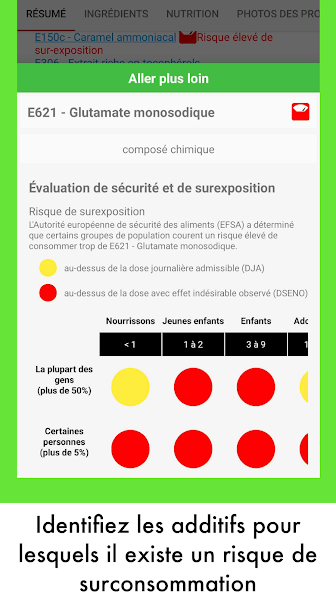 RÉSUMÉ INGRÉDIENTS NUTRITION PHOTOS DES PRO
E150c - Caramel ammoniacal Risque élevé de
sur-exposition
E306 - Extrait riche en tocophérols
Aller plus loin
E621 - Glutamate monosodique
composé chimique
Évaluation de sécurité et de surexposition
Risque de surexposition
L'Autorité européenne de sécurité des aliments (EFSA) a déterminé
que certains groupes de population courent un risque élevé de
consommer trop de E621 - Glutamate monosodique.
au-dessus de la dose journalière admissible (DJA)
au-dessus de la dose avec effet indésirable observé (DSENO)
Nourrissons Jeunes enfants Enfants Ado
< 1 1 à 2 3 à 9 1
La plupart des
gens
(plus de 50%)
Certaines
personnes
(plus de 5%)
Identifiez les additifs pour
lesquels il existe un risque de
surconsommation